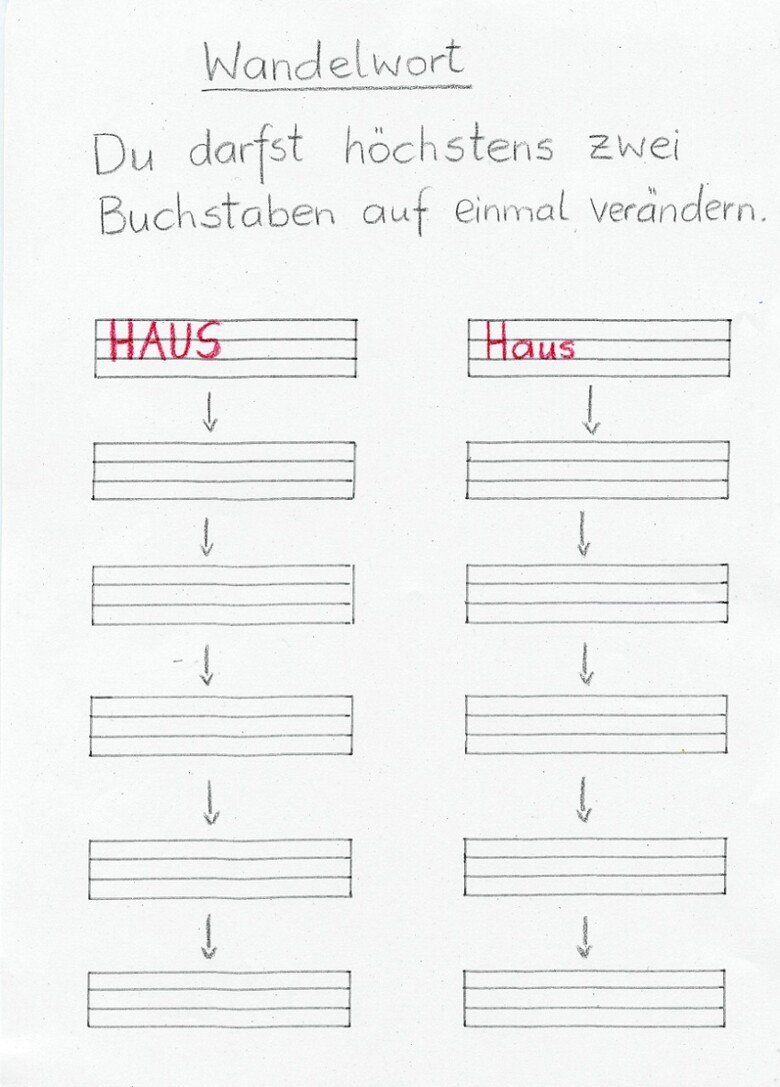 Wandelwort
Du darfst höchstens zwei
Buchstaben auf einmal verändern.
HAUS
Haus